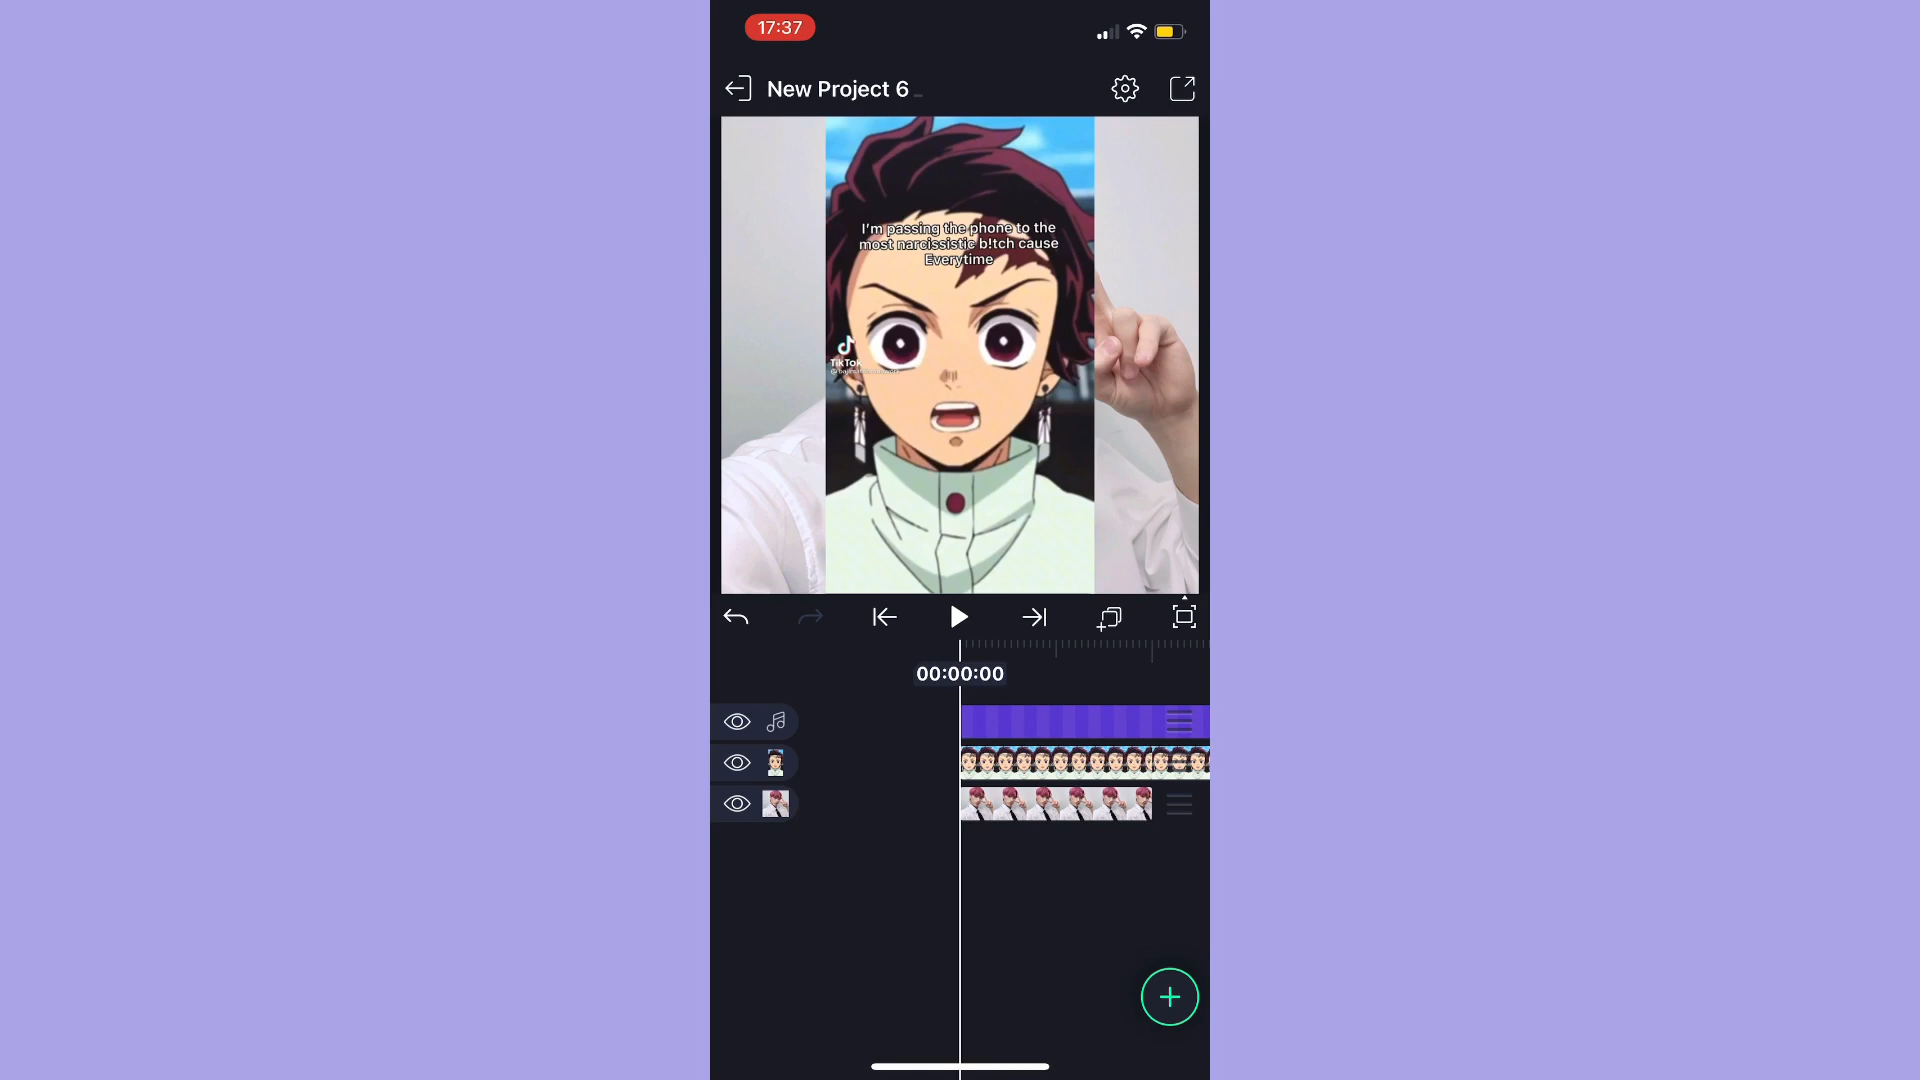 17:37
New Project 6
I'm passing the phone to the
most narcissistic b!tch cause
Everytime
TikTok
00:00:00